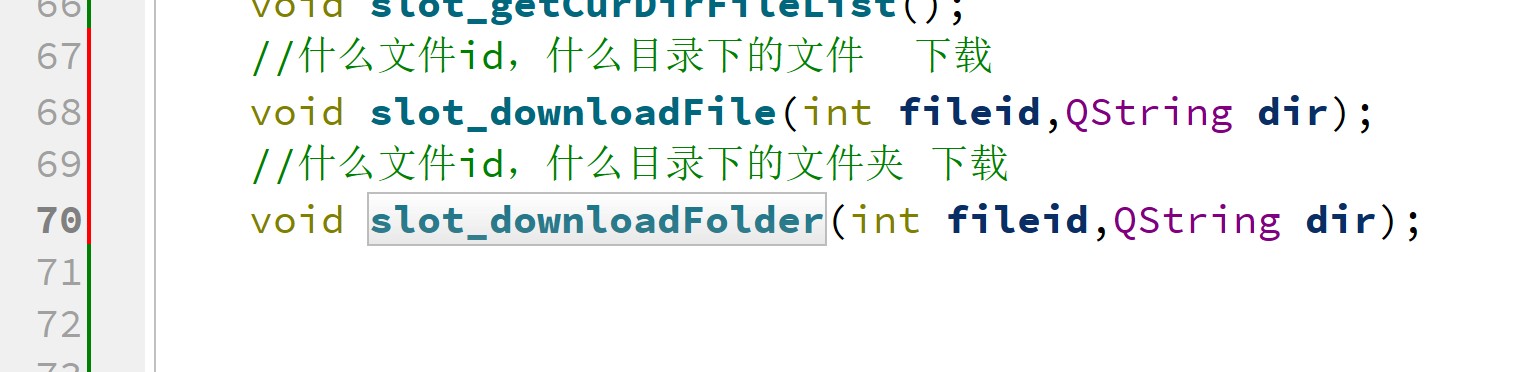 66 void slot_getCurDirFileList();
67 //什么文件id，什么目录下的文件  下载
68 void slot_downloadFile(int fileid,QString dir);
69 //什么文件id，什么目录下的文件夹 下载
70 void slot_downloadFolder(int fileid,QString dir);
71
72
73